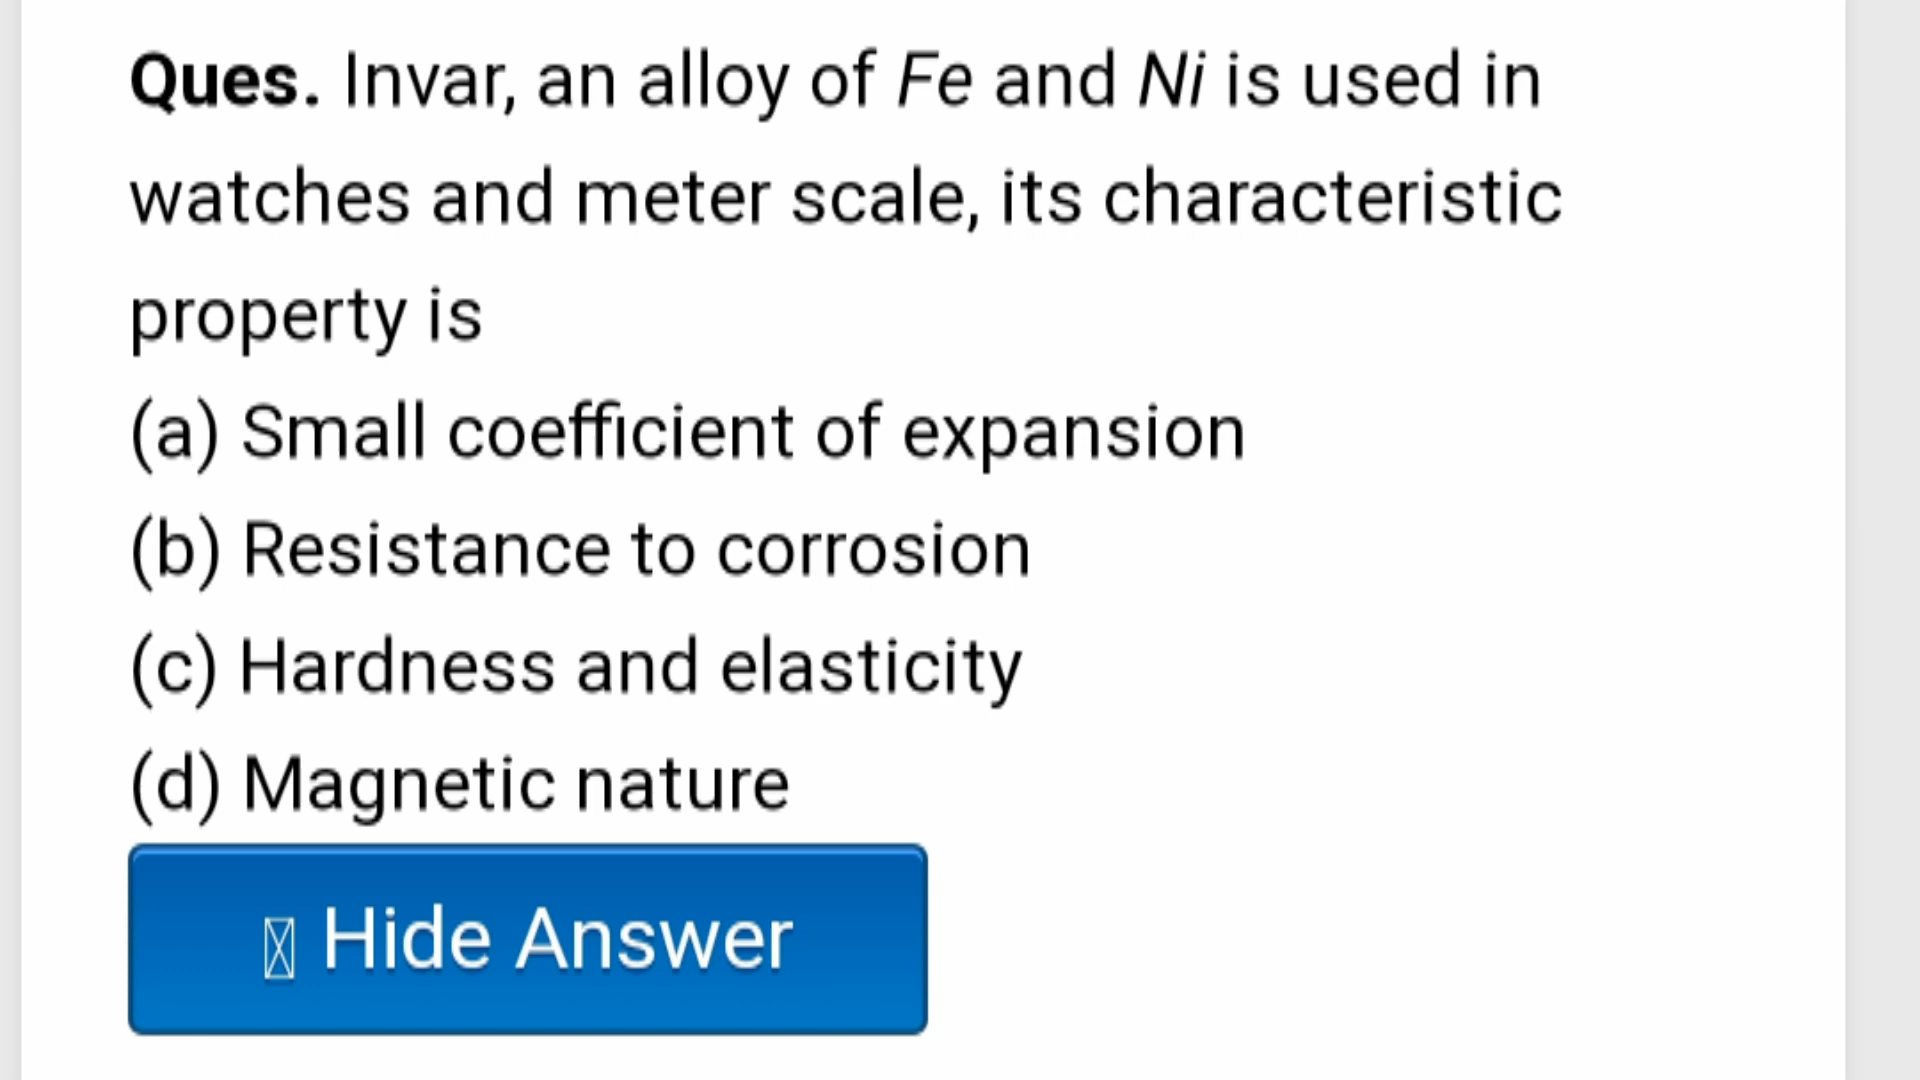 Ques. Invar, an alloy of Fe and Ni is used in
watches and meter scale, its characteristic
property is
(a) Small coefficient of expansion
(b) Resistance to corrosion
(c) Hardness and elasticity
(d) Magnetic nature
Hide Answer